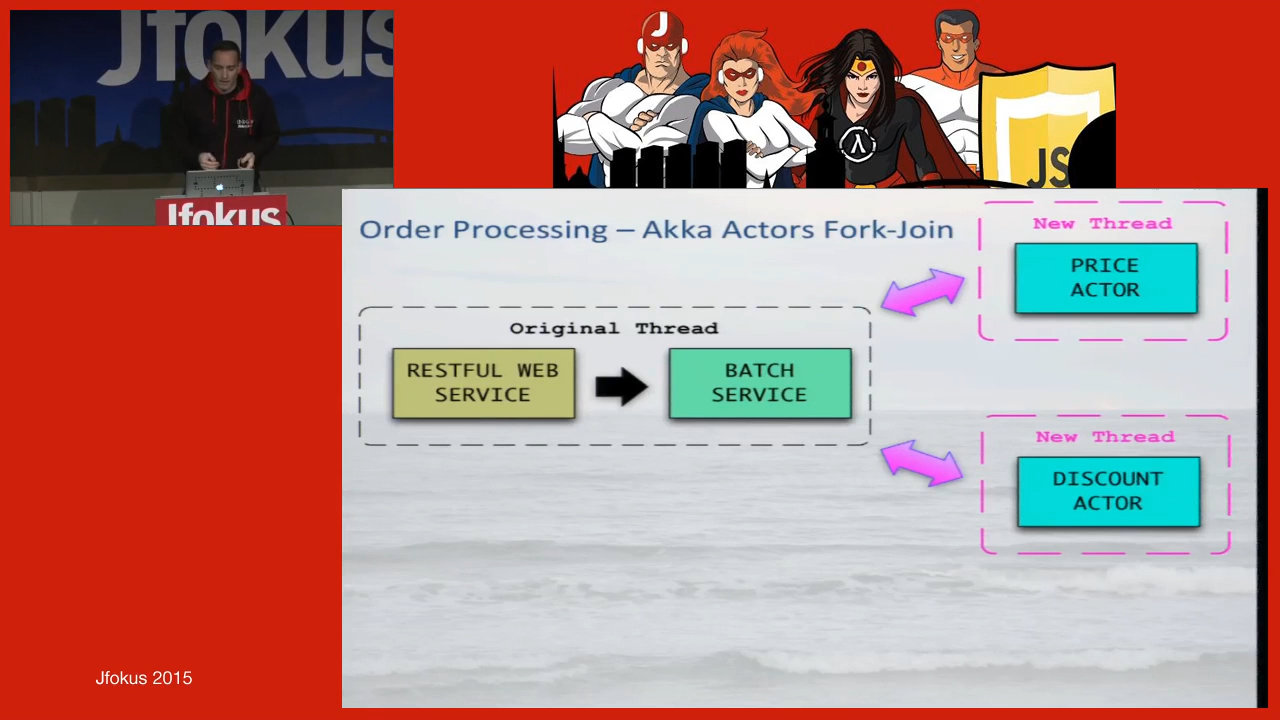 Jfokus
Jfokus
J
JS
Order Processing – Akka Actors Fork-Join
New Thread
PRICE
ACTOR
Original Thread
RESTFUL WEB
SERVICE
BATCH
SERVICE
New Thread
DISCOUNT
ACTOR
Jfokus 2015